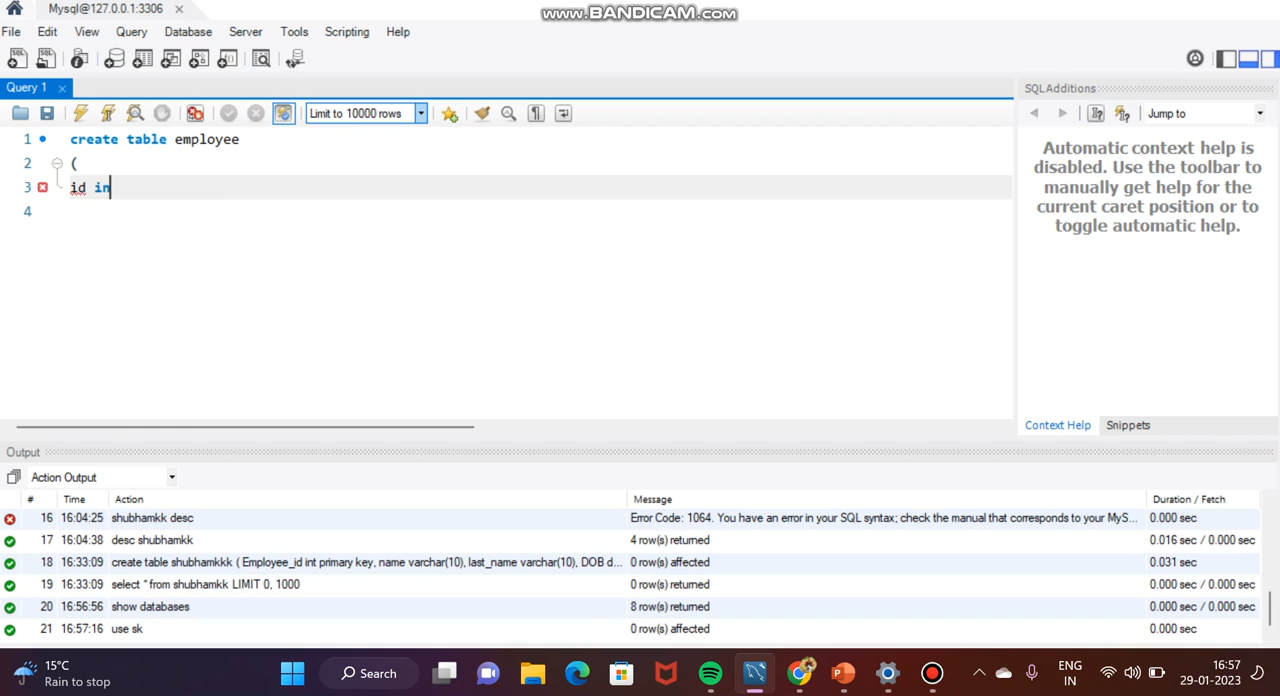 Mysql@127.0.0.1:3306
www.BANDICAM.com
File Edit View Query Database Server Tools Scripting Help
Query 1
SQLAdditions
Limit to 10000 rows
Jump to
1 create table employee
2 (
3 id in
4
Automatic context help is
disabled. Use the toolbar to
manually get help for the
current caret position or to
toggle automatic help.
Context Help Snippets
Output
Action Output
# Time Action Message Duration / Fetch
16 16:04:25 shubhamkk desc Error Code: 1064. You have an error in your SQL syntax; check the manual that corresponds to your MyS... 0.000 sec
17 16:04:38 desc shubhamkk 4 row(s) returned 0.016 sec / 0.000 sec
18 16:33:09 create table shubhamkkk ( Employee_id int primary key, name varchar(10), last_name varchar(10), DOB d... 0 row(s) affected 0.031 sec
19 16:33:09 select * from shubhamkk LIMIT 0, 1000 0 row(s) returned 0.000 sec / 0.000 sec
20 16:56:56 show databases 8 row(s) returned 0.000 sec / 0.000 sec
21 16:57:16 use sk 0 row(s) affected 0.000 sec
15°C
Rain to stop
Search
ENG
IN
16:57
29-01-2023